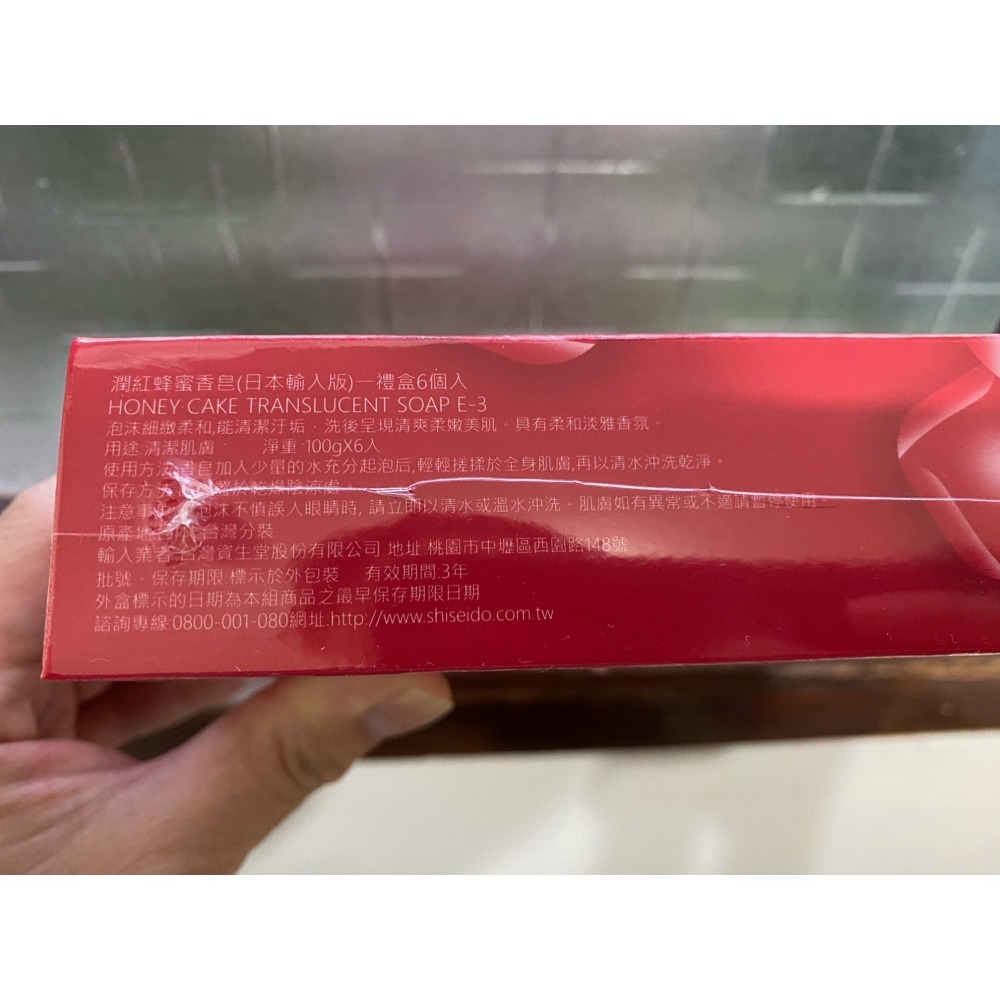 潤紅蜂蜜香皂(日本輸入版)一禮盒6個入
HONEY CAKE TRANSLUCENT SOAP E-3
泡沫細緻柔和,能清潔汙垢、洗後呈現清爽柔嫩美肌。具有柔和淡雅香氛。
用途:清潔肌膚。 淨重:100gX6入
使用方法:香皂加入少量的水充分起泡后,輕輕搓揉於全身肌膚,再以清水沖洗乾淨。
保存方 於乾燥陰涼處
注意事 泡沫不慎誤入眼睛時, 請立即以清水或溫水沖洗。肌膚如有異常或不適請暫停使用
原產地 台灣分裝
輸入業者:台灣資生堂股份有限公司 地址:桃園市中壢區西園路148號
批號、保存期限:標示於外包裝 有效期間:3年
外盒標示的日期為本組商品之最早保存期限日期
諮詢專線:0800-001-080網址:http://www.shiseido.com.tw